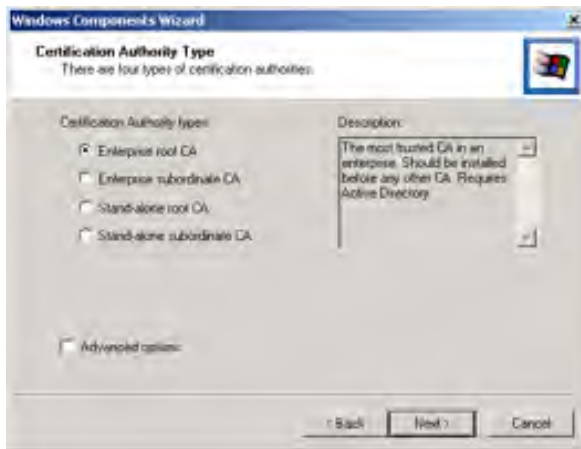 Windows Components Wizard
Certification Authority Type
There are four types of certification authorities.
Certification Authority types:
Enterprise root CA
Enterprise subordinate CA
Stand-alone root CA
Stand-alone subordinate CA
Description:
The most trusted CA in an
enterprise. Should be installed
before any other CA. Requires
Active Directory.
Advanced options
< Back
Next >
Cancel